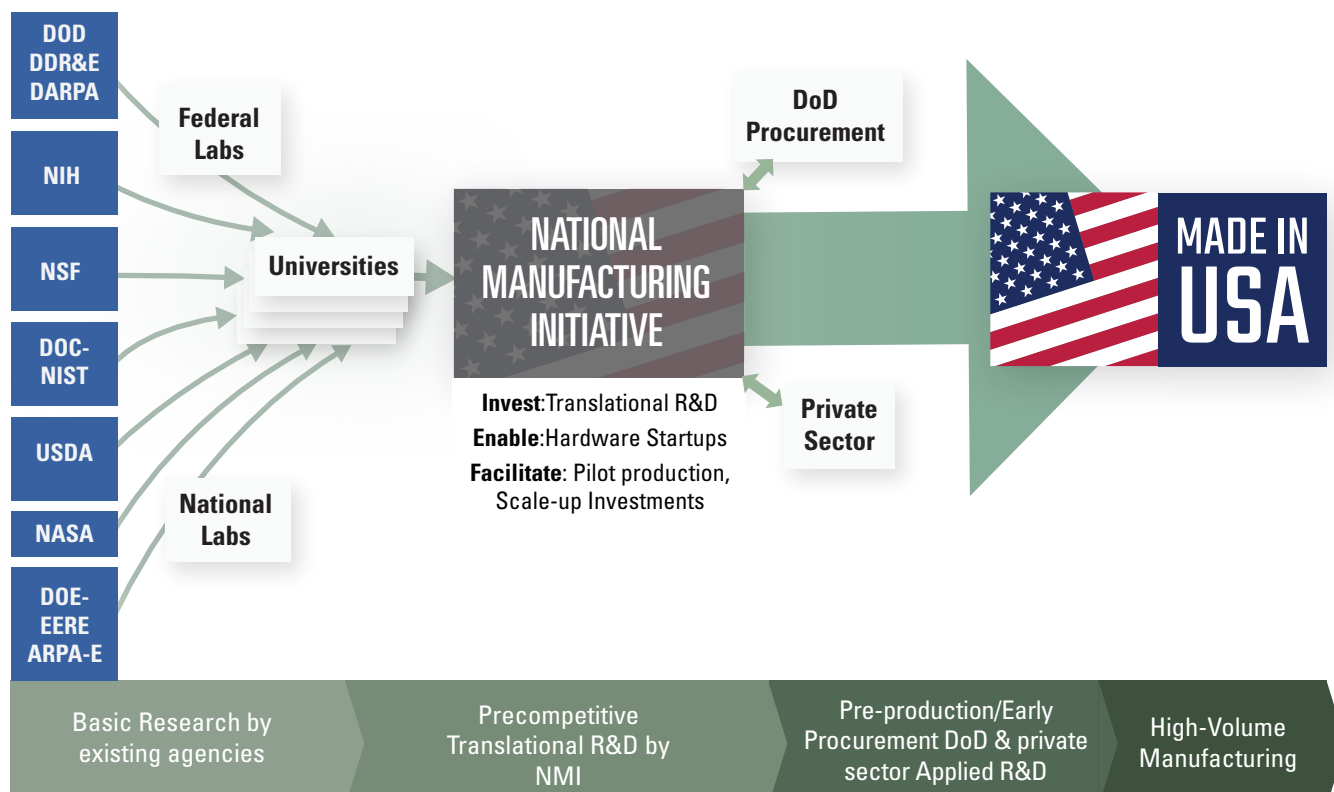 DOD
DDR&E
DARPA
NIH
NSF
DOC-
NIST
USDA
NASA
DOE-
EERE
ARPA-E
Federal
Labs
Universities
National
Labs
NATIONAL
MANUFACTURING
INITIATIVE
Invest:Translational R&D
Enable:Hardware Startups
Facilitate: Pilot production,
Scale-up Investments
DoD
Procurement
Private
Sector
MADE IN
USA
Basic Research by
existing agencies
Precompetitive
Translational R&D by
NMI
Pre-production/Early
Procurement DoD & private
sector Applied R&D
High-Volume
Manufacturing